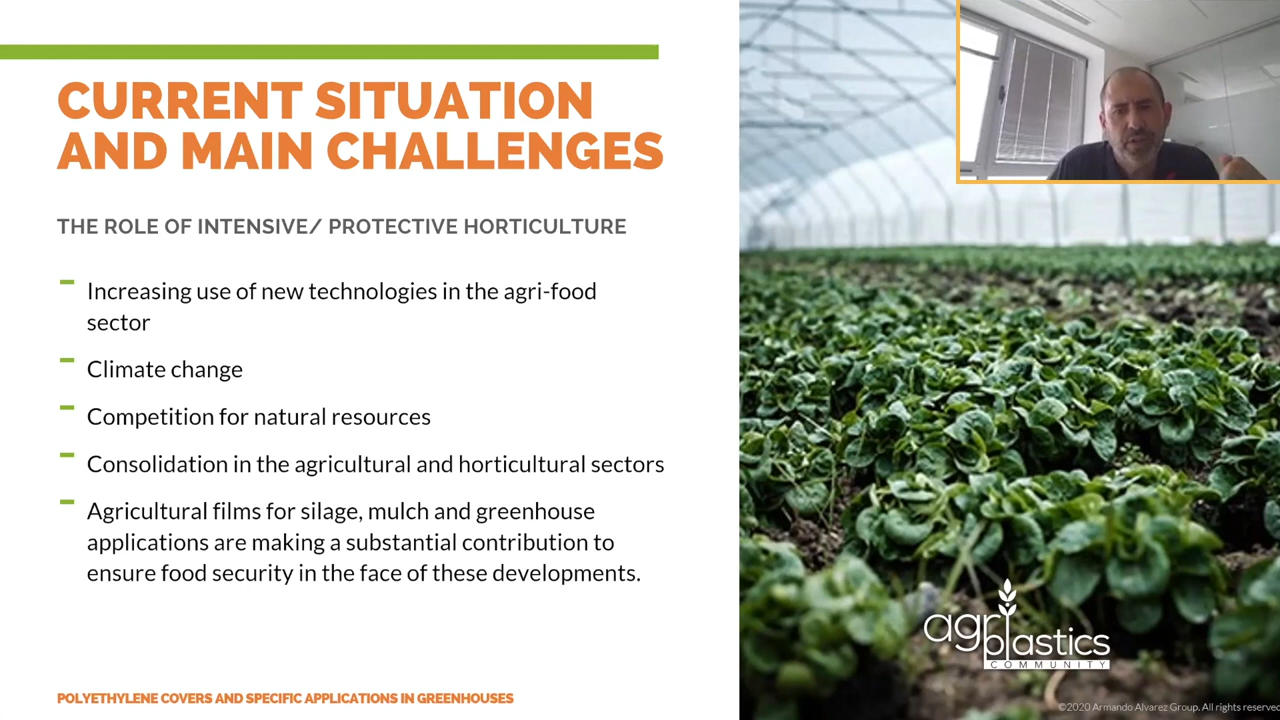 CURRENT SITUATION
AND MAIN CHALLENGES
THE ROLE OF INTENSIVE/ PROTECTIVE HORTICULTURE
Increasing use of new technologies in the agri-food
sector
Climate change
Competition for natural resources
Consolidation in the agricultural and horticultural sectors
Agricultural films for silage, mulch and greenhouse
applications are making a substantial contribution to
ensure food security in the face of these developments.
agriplastics
COMMUNITY
POLYETHYLENE COVERS AND SPECIFIC APPLICATIONS IN GREENHOUSES
©2020 Armando Alvarez Group. All rights reserved